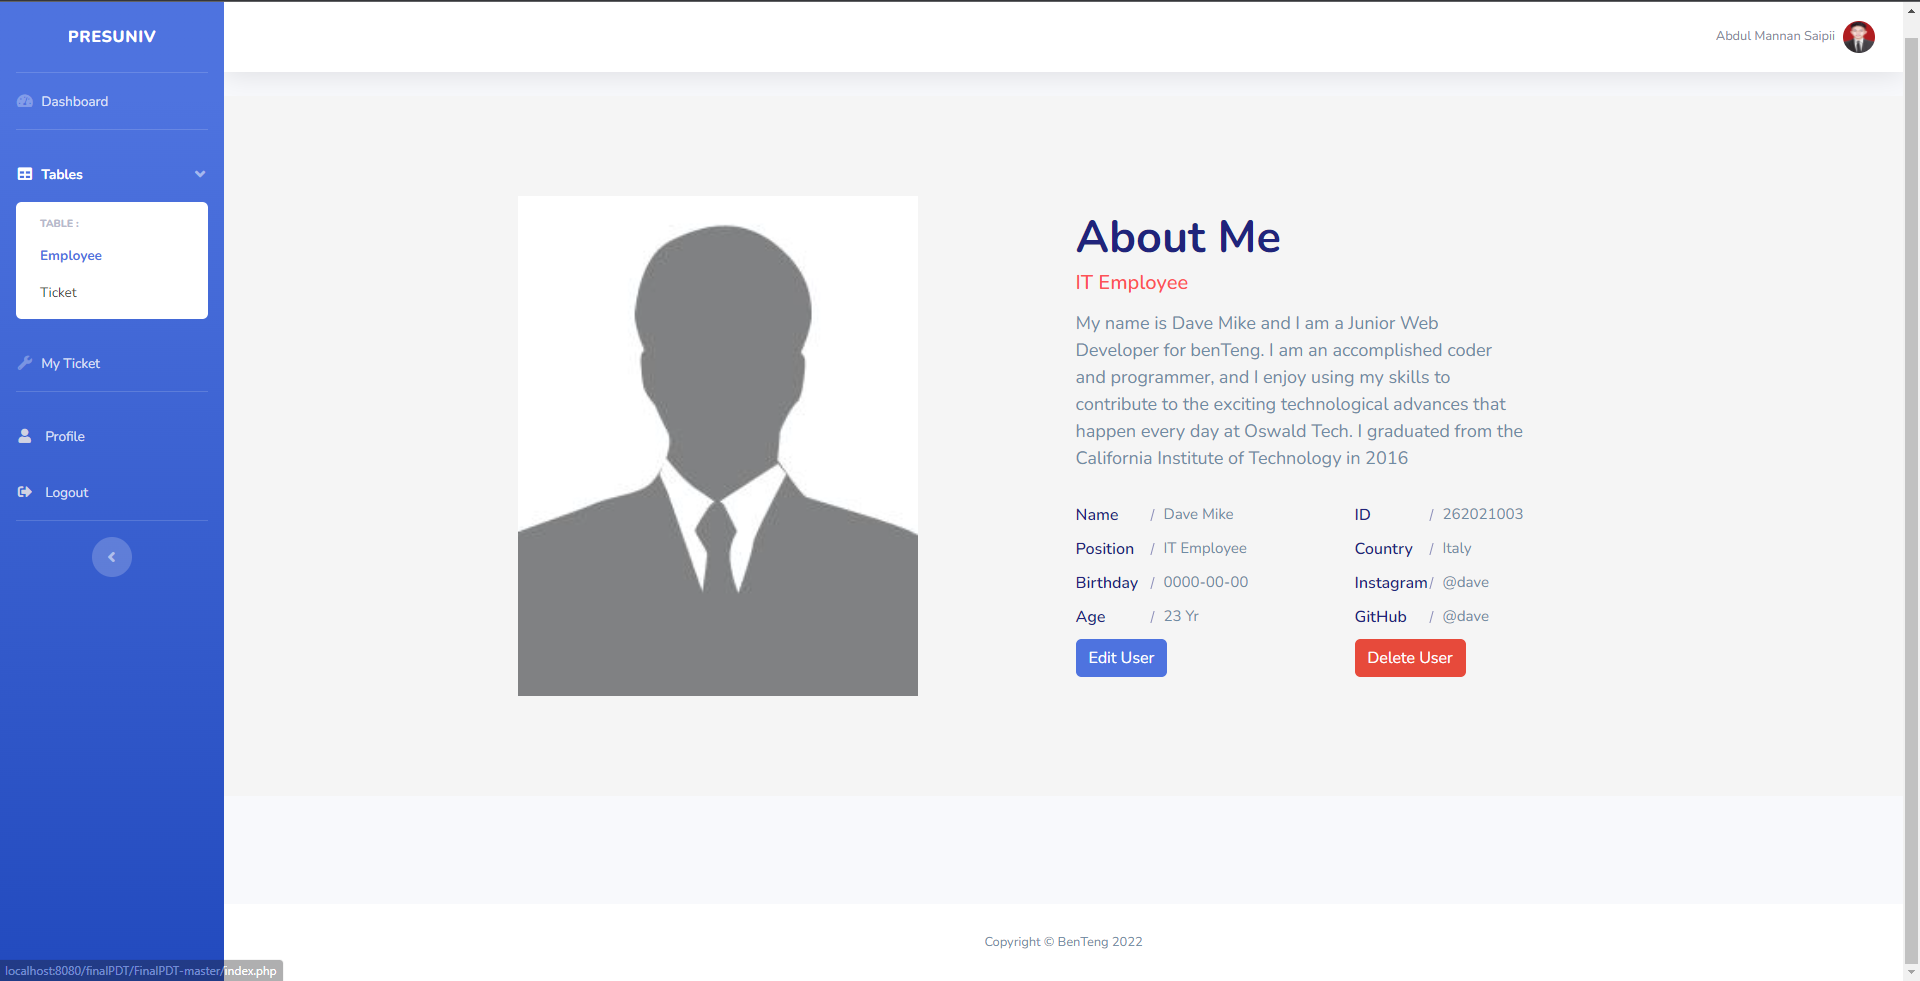 PRESUNIV
Abdul Mannan Saipii
Dashboard
Tables
TABLE :
Employee
Ticket
My Ticket
Profile
Logout
About Me
IT Employee
My name is Dave Mike and I am a Junior Web
Developer for benTeng. I am an accomplished coder
and programmer, and I enjoy using my skills to
contribute to the exciting technological advances that
happen every day at Oswald Tech. I graduated from the
California Institute of Technology in 2016
Name / Dave Mike ID / 262021003
Position / IT Employee Country / Italy
Birthday / 0000-00-00 Instagram / @dave
Age / 23 Yr GitHub / @dave
Edit User Delete User
Copyright © BenTeng 2022
localhost:8080/finalPDT/FinalPDT-master/index.php